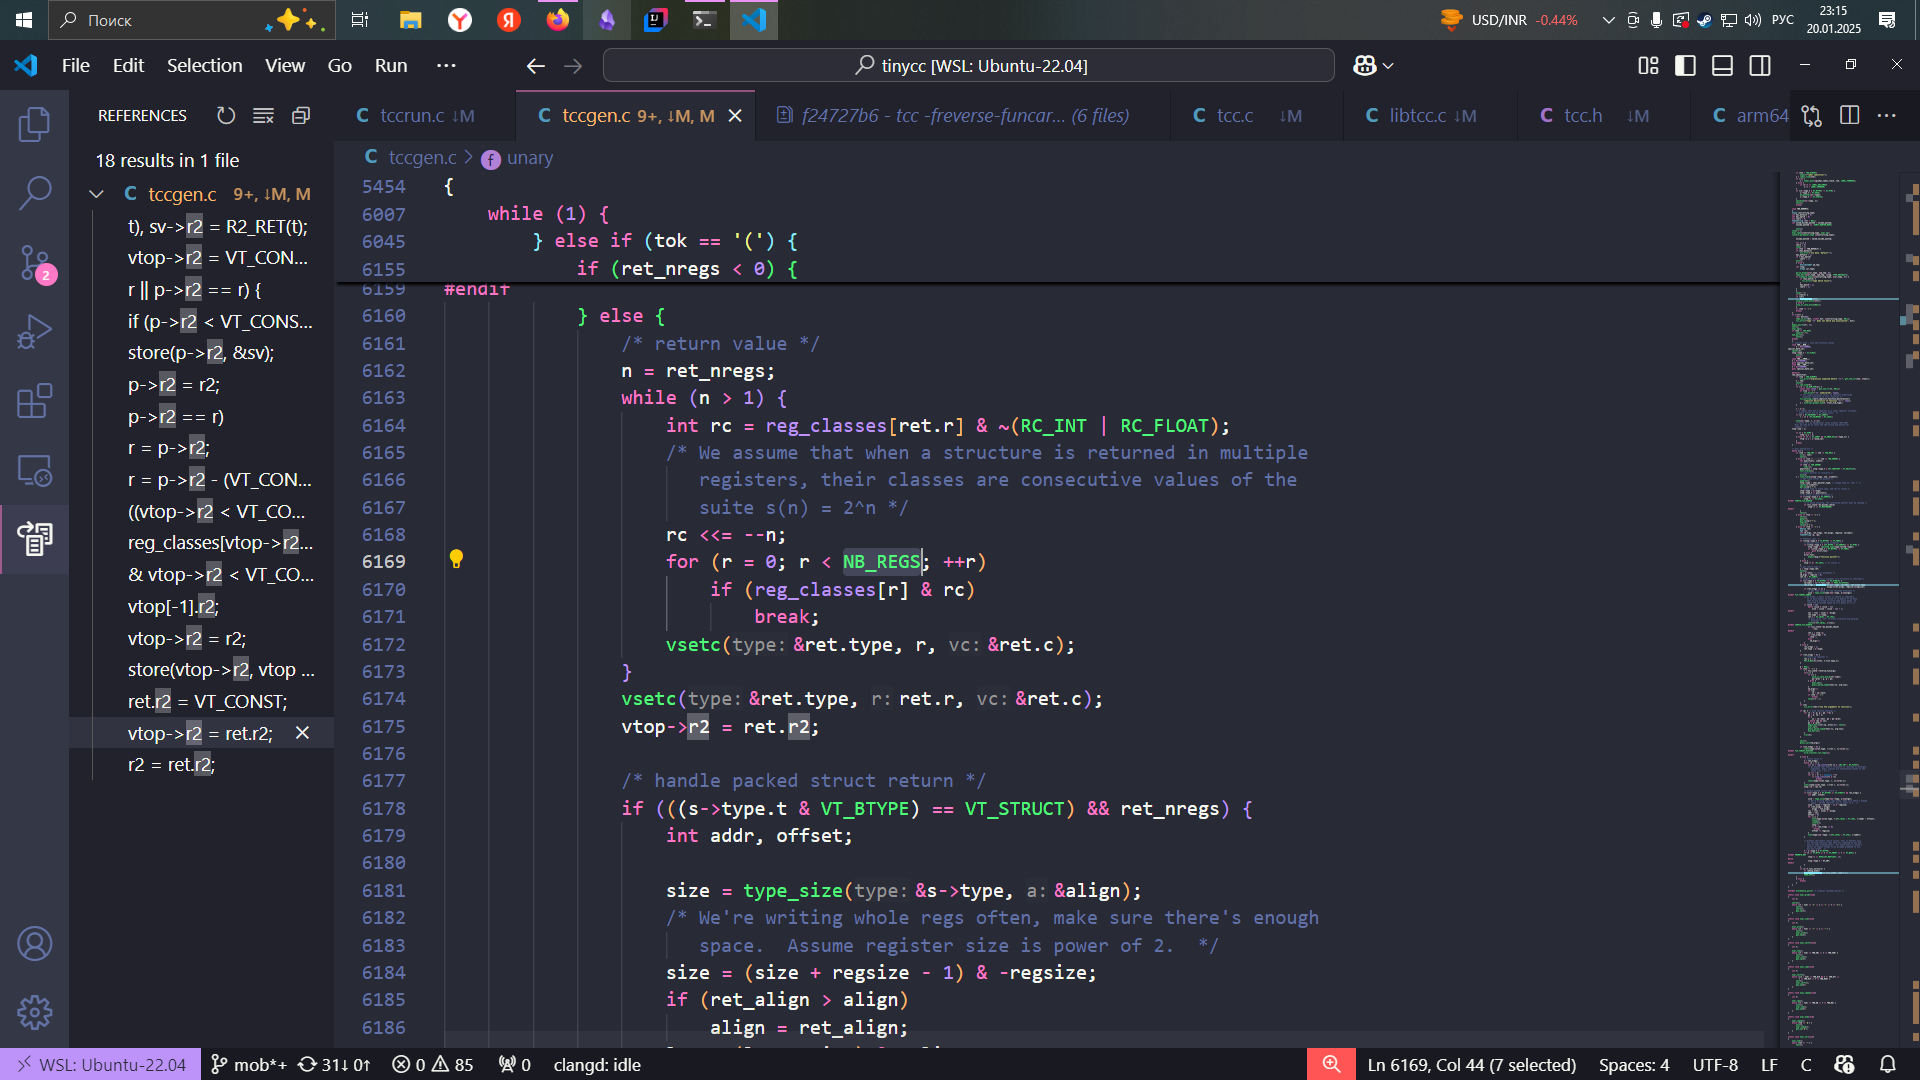 Поиск
USD/INR -0.44%
РУС
23:15
20.01.2025
File Edit Selection View Go Run ···
tinycc [WSL: Ubuntu-22.04]
REFERENCES
C tccrun.c ↓M
C tccgen.c 9+, ↓M, M
f24727b6 - tcc -freverse-funcar... (6 files)
C tcc.c ↓M
C libtcc.c ↓M
C tcc.h ↓M
C arm64
18 results in 1 file
C tccgen.c 9+, ↓M, M
t), sv->r2 = R2_RET(t);
vtop->r2 = VT_CON...
r || p->r2 == r) {
if (p->r2 < VT_CONS...
store(p->r2, &sv);
p->r2 = r2;
p->r2 == r)
r = p->r2;
r = p->r2 - (VT_CON...
((vtop->r2 < VT_CO...
reg_classes[vtop->r2...
& vtop->r2 < VT_CO...
vtop[-1].r2;
vtop->r2 = r2;
store(vtop->r2, vtop ...
ret.r2 = VT_CONST;
vtop->r2 = ret.r2;
r2 = ret.r2;
2
C tccgen.c > f unary
5454 {
6007 while (1) {
6045 } else if (tok == '(') {
6155 if (ret_nregs < 0) {
6159 #endif
6160 } else {
6161 /* return value */
6162 n = ret_nregs;
6163 while (n > 1) {
6164 int rc = reg_classes[ret.r] & ~(RC_INT | RC_FLOAT);
6165 /* We assume that when a structure is returned in multiple
6166 registers, their classes are consecutive values of the
6167 suite s(n) = 2^n */
6168 rc <<= --n;
6169 for (r = 0; r < NB_REGS; ++r)
6170 if (reg_classes[r] & rc)
6171 break;
6172 vsetc(type: &ret.type, r, vc: &ret.c);
6173 }
6174 vsetc(type: &ret.type, r: ret.r, vc: &ret.c);
6175 vtop->r2 = ret.r2;
6176
6177 /* handle packed struct return */
6178 if (((s->type.t & VT_BTYPE) == VT_STRUCT) && ret_nregs) {
6179 int addr, offset;
6180
6181 size = type_size(type: &s->type, a: &align);
6182 /* We're writing whole regs often, make sure there's enough
6183 space.  Assume register size is power of 2.  */
6184 size = (size + regsize - 1) & -regsize;
6185 if (ret_align > align)
6186 align = ret_align;
WSL: Ubuntu-22.04 mob*+ 31↓ 0↑ 0 85 0 clangd: idle
Ln 6169, Col 44 (7 selected) Spaces: 4 UTF-8 LF C